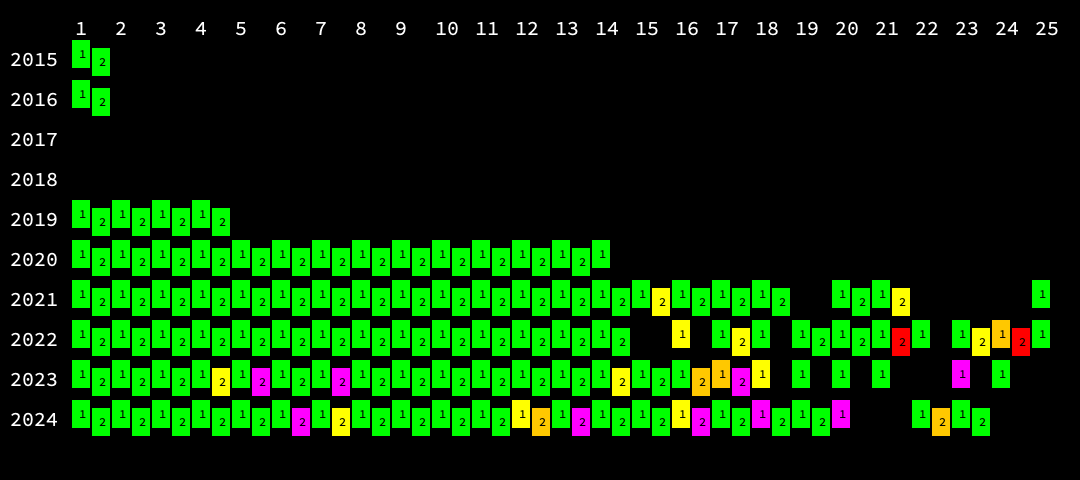 1 2 3 4 5 6 7 8 9 10 11 12 13 14 15 16 17 18 19 20 21 22 23 24 25
2015 1 2
2016 1 2
2017
2018
2019 1 2 1 2 1 2 1 2
2020 1 2 1 2 1 2 1 2 1 2 1 2 1 2 1 2 1 2 1 2 1 2 1 2 1 2 1
2021 1 2 1 2 1 2 1 2 1 2 1 2 1 2 1 2 1 2 1 2 1 2 1 2 1 2 1 2 1 2 1 2 1 2 1 2 1 2 1 2 1
2022 1 2 1 2 1 2 1 2 1 2 1 2 1 2 1 2 1 2 1 2 1 2 1 2 1 2 1 2 1 1 2 1 1 2 1 2 1 2 1 1 2 1 2 1
2023 1 2 1 2 1 2 1 2 1 2 1 2 1 2 1 2 1 2 1 2 1 2 1 2 1 2 1 2 1 2 1 2 1 2 1 1 1 1 1 1
2024 1 2 1 2 1 2 1 2 1 2 1 2 1 2 1 2 1 2 1 2 1 2 1 2 1 2 1 2 1 2 1 2 1 2 1 2 1 2 1 1 2 1 2